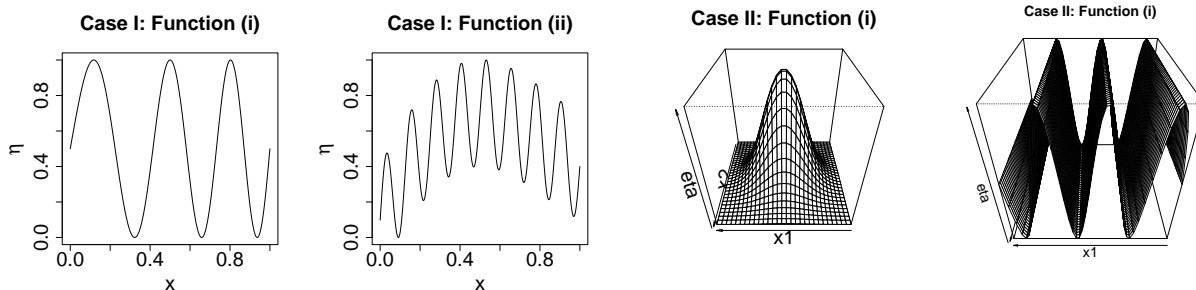 Case I: Function (i)
0.0
0.4
0.8
η
0.0
0.4
0.8
x
Case I: Function (ii)
0.0
0.4
0.8
η
0.0
0.4
0.8
x
Case II: Function (i)
eta
x2
x1
Case II: Function (i)
eta
x1